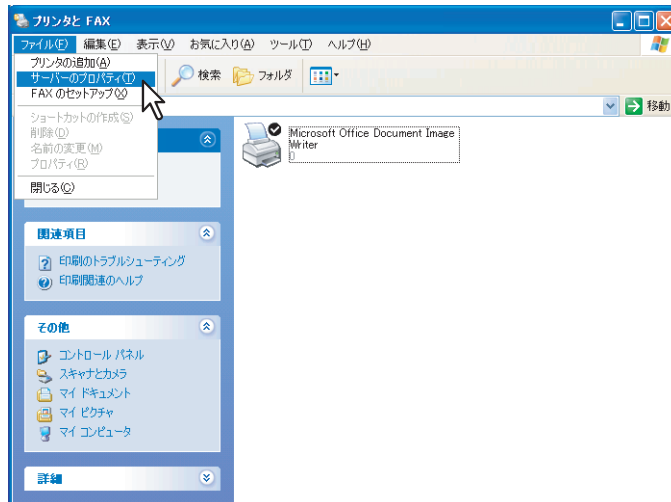 プリンタと FAX
ファイル(F) 編集(E) 表示(V) お気に入り(A) ツール(T) ヘルプ(H)
プリンタの追加(A)
サーバーのプロパティ(T)
FAX のセットアップ(X)
ショートカットの作成(S)
削除(D)
名前の変更(M)
プロパティ(R)
閉じる(C)
検索 フォルダ
移動
Microsoft Office Document Image
Writer
0
関連項目
印刷のトラブルシューティング
印刷関連のヘルプ
その他
コントロール パネル
スキャナとカメラ
マイ ドキュメント
マイ ピクチャ
マイ コンピュータ
詳細